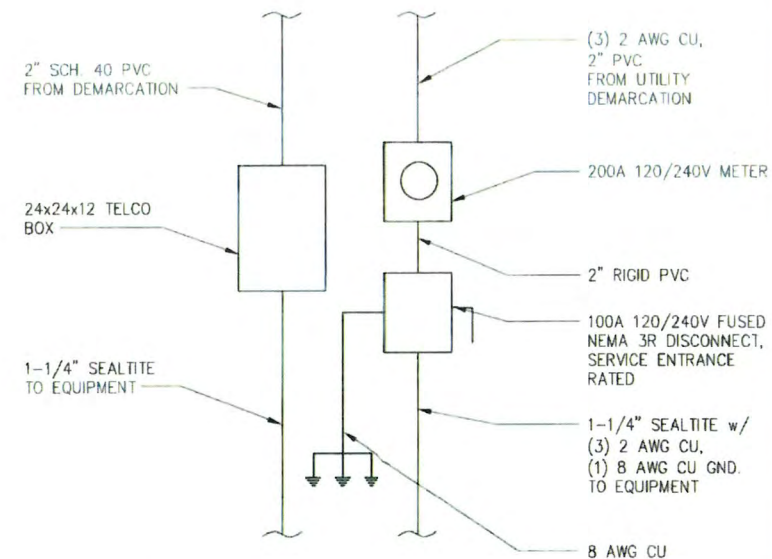 2" SCH. 40 PVC
FROM DEMARCATION
24x24x12 TELCO
BOX
1-1/4" SEALTITE
TO EQUIPMENT
(3) 2 AWG CU,
2" PVC
FROM UTILITY
DEMARCATION
200A 120/240V METER
2" RIGID PVC
100A 120/240V FUSED
NEMA 3R DISCONNECT,
SERVICE ENTRANCE
RATED
1-1/4" SEALTITE w/
(3) 2 AWG CU,
(1) 8 AWG CU GND.
TO EQUIPMENT
8 AWG CU